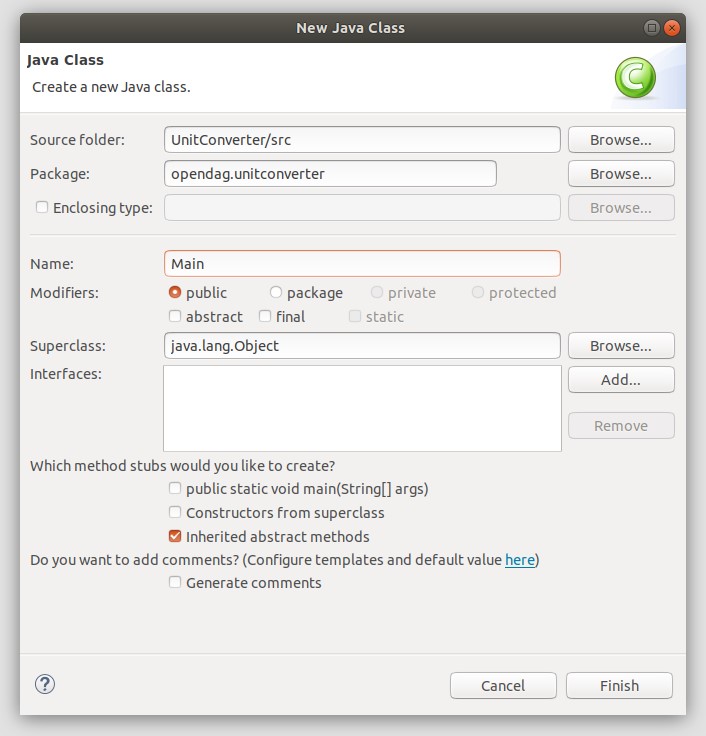 New Java Class
Java Class
Create a new Java class.
C
Source folder: UnitConverter/src Browse...
Package: opendag.unitconverter Browse...
Enclosing type: Browse...
Name: Main
Modifiers: public package private protected
abstract final static
Superclass: java.lang.Object Browse...
Interfaces: Add...
Remove
Which method stubs would you like to create?
public static void main(String[] args)
Constructors from superclass
Inherited abstract methods
Do you want to add comments? (Configure templates and default value here)
Generate comments
? Cancel Finish